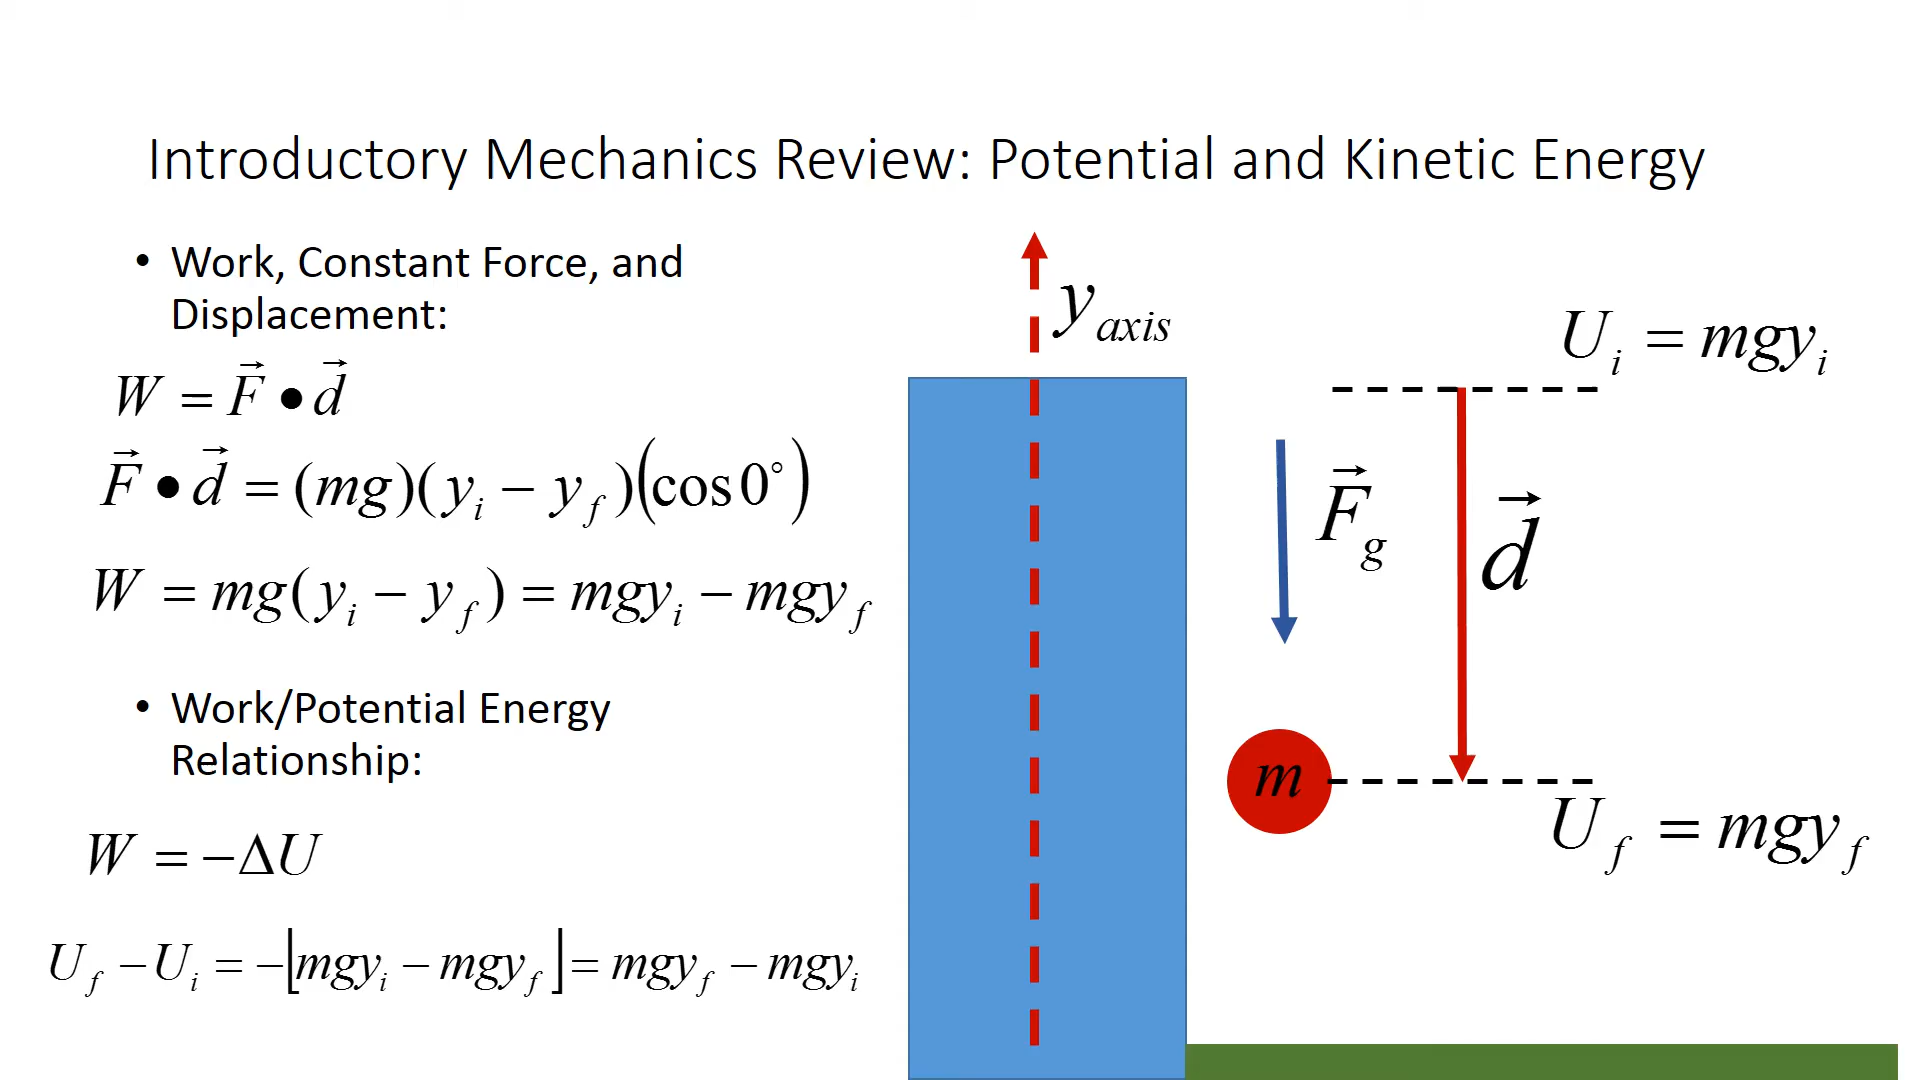 Introductory Mechanics Review: Potential and Kinetic Energy
• Work, Constant Force, and
Displacement:
W = F⃗ • d⃗
F⃗ • d⃗ = (mg)(y_i − y_f)(cos 0°)
W = mg(y_i − y_f) = mgy_i − mgy_f
• Work/Potential Energy
Relationship:
W = −ΔU
U_f − U_i = −⌊mgy_i − mgy_f⌋ = mgy_f − mgy_i
y_axis
U_i = mgy_i
F⃗_g
d⃗
m
U_f = mgy_f